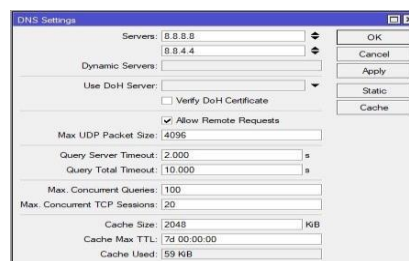 DNS Settings
Servers: 8.8.8.8
8.8.4.4
Dynamic Servers:
Use DoH Server:
Verify DoH Certificate
Allow Remote Requests
Max UDP Packet Size: 4096
Query Server Timeout: 2.000 s
Query Total Timeout: 10.000 s
Max. Concurrent Queries: 100
Max. Concurrent TCP Sessions: 20
Cache Size: 2048 KiB
Cache Max TTL: 7d 00:00:00
Cache Used: 59 KiB
OK
Cancel
Apply
Static
Cache